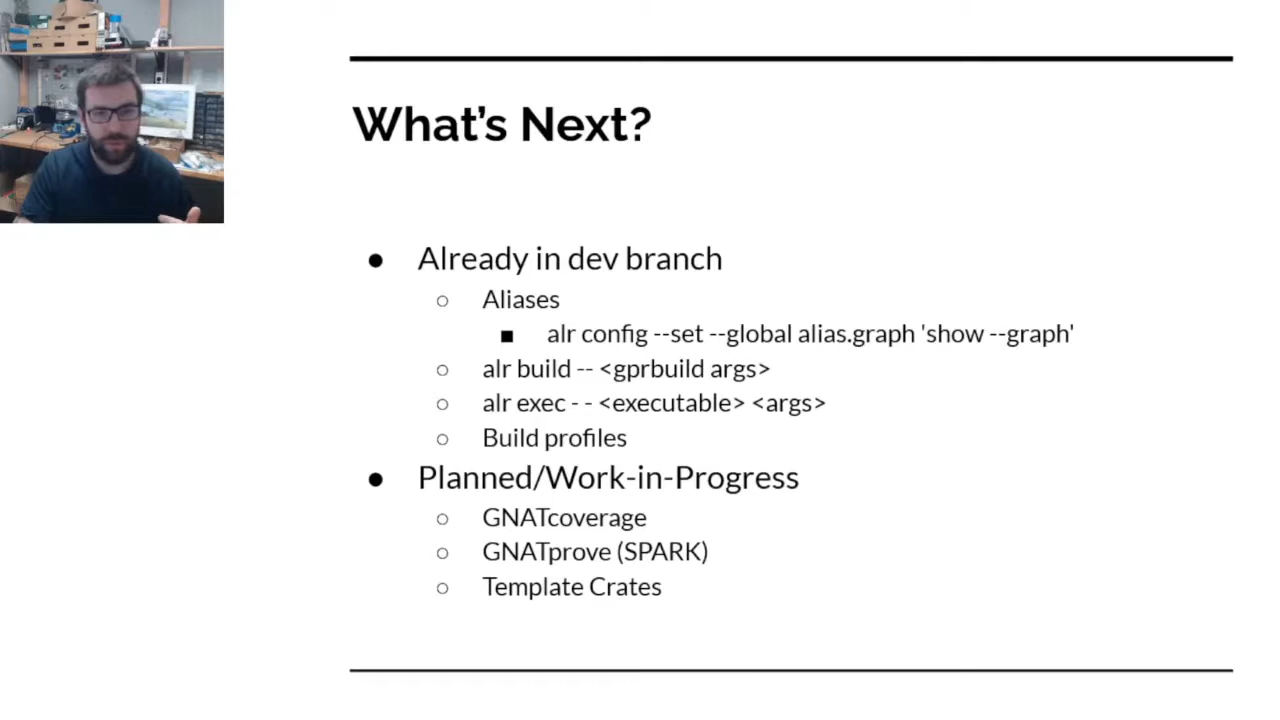 What's Next?
● Already in dev branch
○ Aliases
■ alr config --set --global alias.graph 'show --graph'
○ alr build -- <gprbuild args>
○ alr exec - - <executable> <args>
○ Build profiles
● Planned/Work-in-Progress
○ GNATcoverage
○ GNATprove (SPARK)
○ Template Crates